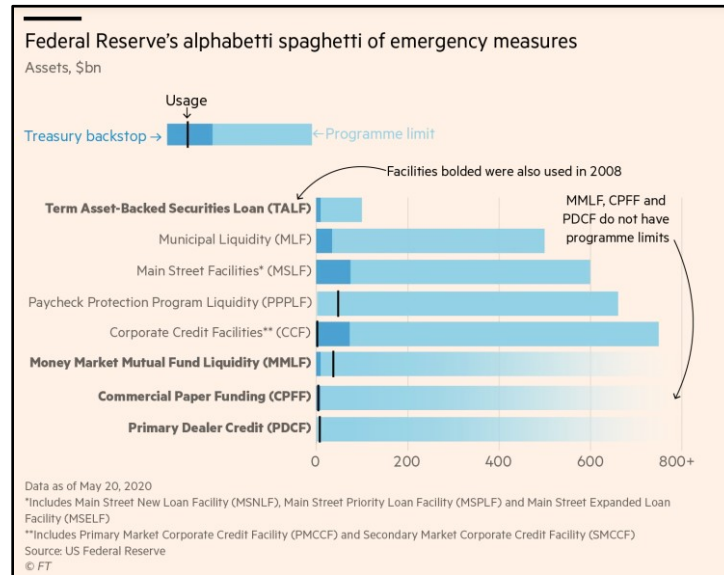 Federal Reserve's alphabetti spaghetti of emergency measures
Assets, $bn
Usage
Treasury backstop→
←Programme limit
Facilities bolded were also used in 2008
MMLF, CPFF and
PDCF do not have
programme limits
Term Asset-Backed Securities Loan (TALF)
Municipal Liquidity (MLF)
Main Street Facilities* (MSLF)
Paycheck Protection Program Liquidity (PPPLF)
Corporate Credit Facilities** (CCF)
Money Market Mutual Fund Liquidity (MMLF)
Commercial Paper Funding (CPFF)
Primary Dealer Credit (PDCF)
0 200 400 600 800+
Data as of May 20, 2020
*Includes Main Street New Loan Facility (MSNLF), Main Street Priority Loan Facility (MSPLF) and Main Street Expanded Loan
Facility (MSELF)
**Includes Primary Market Corporate Credit Facility (PMCCF) and Secondary Market Corporate Credit Facility (SMCCF)
Source: US Federal Reserve
© FT